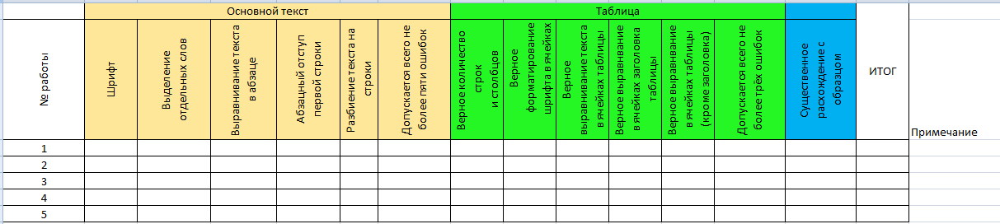 Основной текст
Таблица
№ работы
Шрифт
Выделение
отдельных слов
Выравнивание текста
в абзаце
Абзацный отступ
первой строки
Разбиение текста на
строки
Допускается всего не
более пяти ошибок
Верное количество
строк
и столбцов
Верное
форматирование
шрифта в ячейках
Верное
выравнивание текста
в ячейках таблицы
Верное выравнивание
в ячейках заголовка
таблицы
Верное выравнивание
в ячейках таблицы
(кроме заголовка)
Допускается всего не
более трёх ошибок
Существенное
расхождение с
образцом
ИТОГ
Примечание
1
2
3
4
5